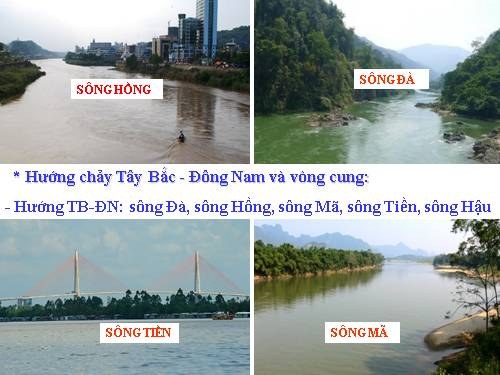 SÔNG HỒNG
SÔNG ĐÀ
* Hướng chảy Tây Bắc - Đông Nam và vòng cung:
- Hướng TB-ĐN: sông Đà, sông Hồng, sông Mã, sông Tiền, sông Hậu
SÔNG TIỀN
SÔNG MÃ